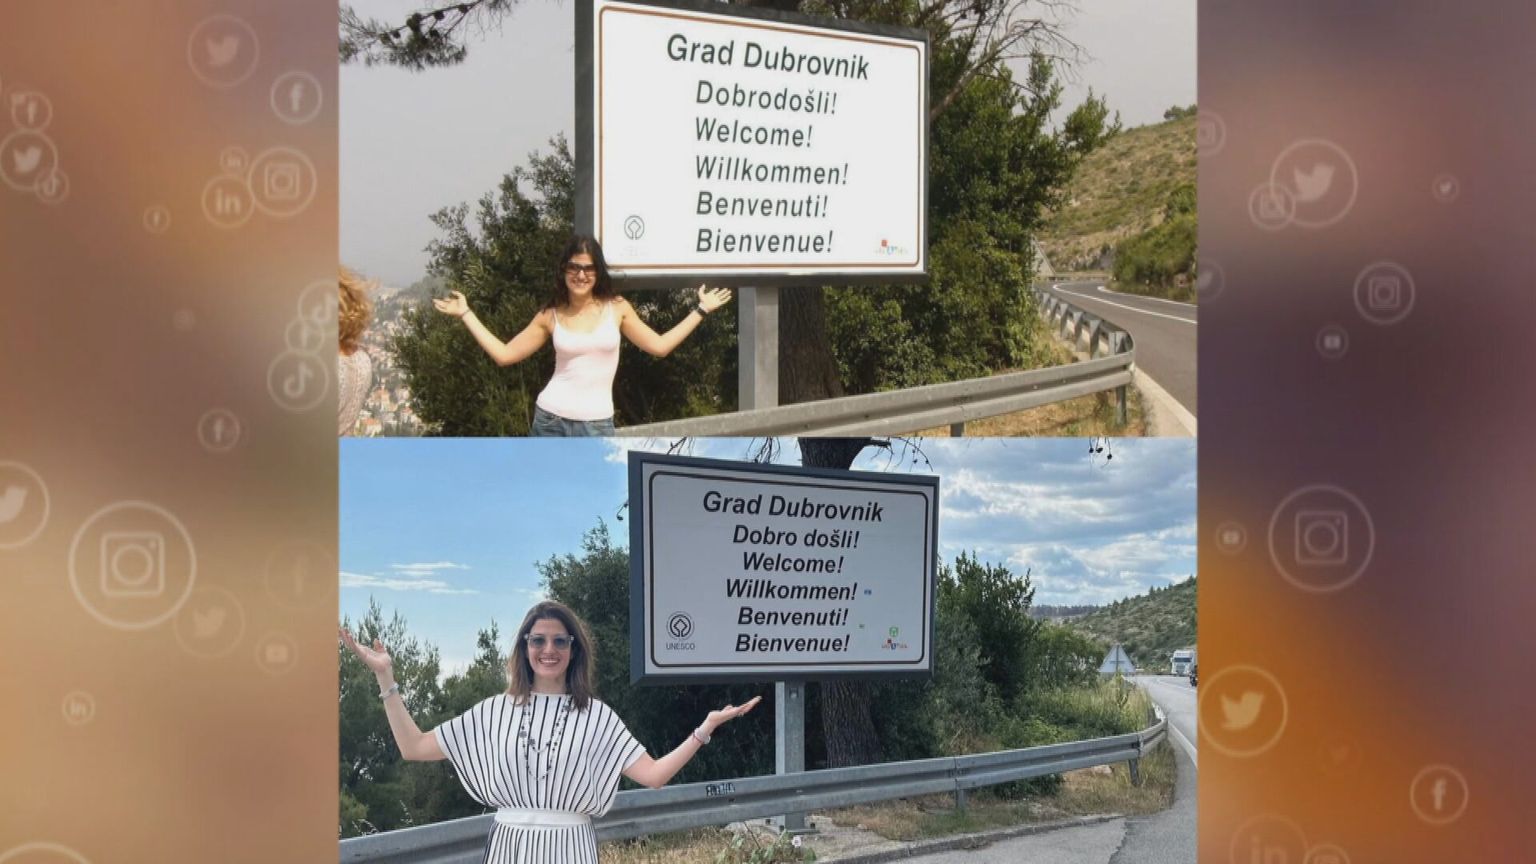 Grad Dubrovnik
Dobrodošli!
Welcome!
Willkommen!
Benvenuti!
Bienvenue!
Grad Dubrovnik
Dobro došli!
Welcome!
Willkommen!
Benvenuti!
Bienvenue!
UNESCO